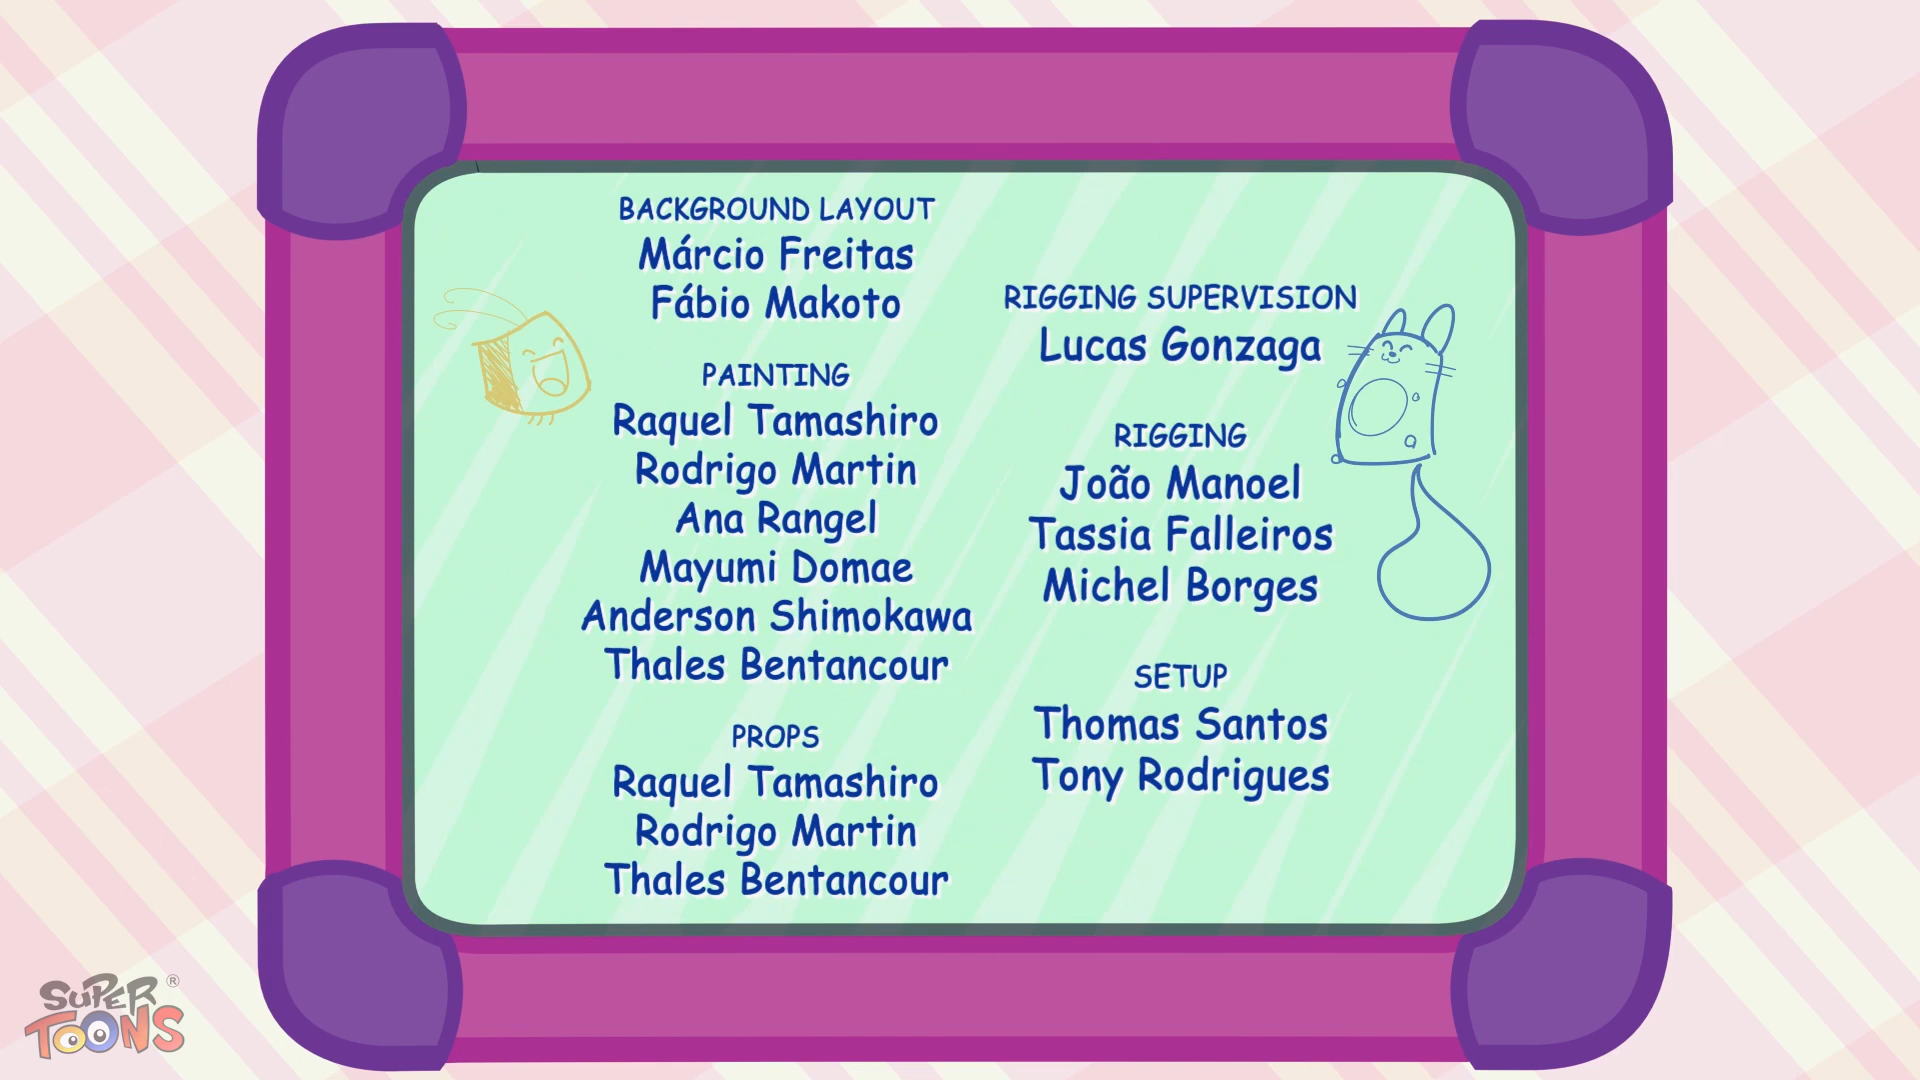 BACKGROUND LAYOUT
Márcio Freitas
Fábio Makoto
PAINTING
Raquel Tamashiro
Rodrigo Martin
Ana Rangel
Mayumi Domae
Anderson Shimokawa
Thales Bentancour
PROPS
Raquel Tamashiro
Rodrigo Martin
Thales Bentancour
RIGGING SUPERVISION
Lucas Gonzaga
RIGGING
João Manoel
Tassia Falleiros
Michel Borges
SETUP
Thomas Santos
Tony Rodrigues
SUPER ®
TOONS